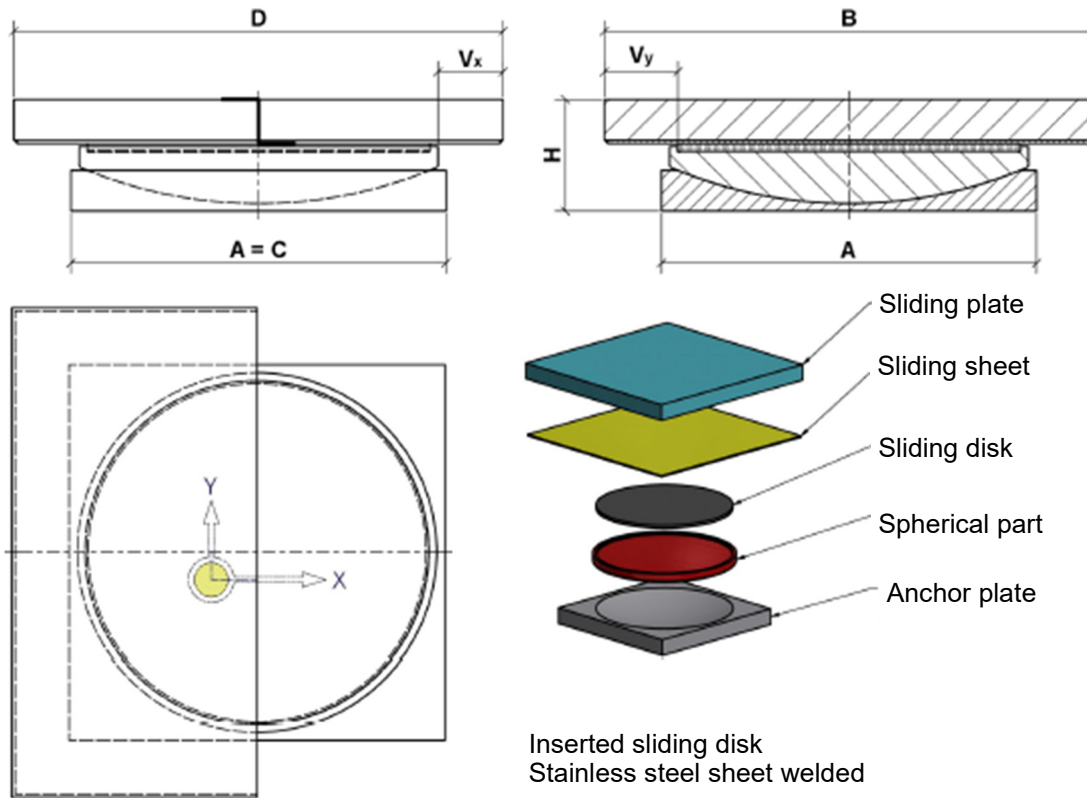 D
Vx
A = C
B
Vy
H
A
Y
X
Sliding plate
Sliding sheet
Sliding disk
Spherical part
Anchor plate
Inserted sliding disk
Stainless steel sheet welded